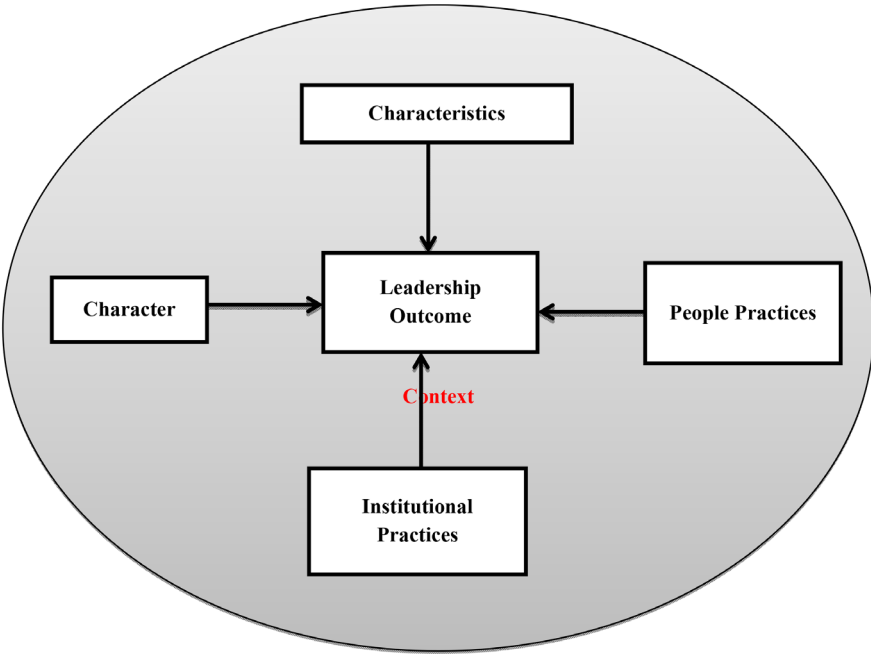 Characteristics
Character
Leadership
Outcome
People Practices
Context
Institutional
Practices